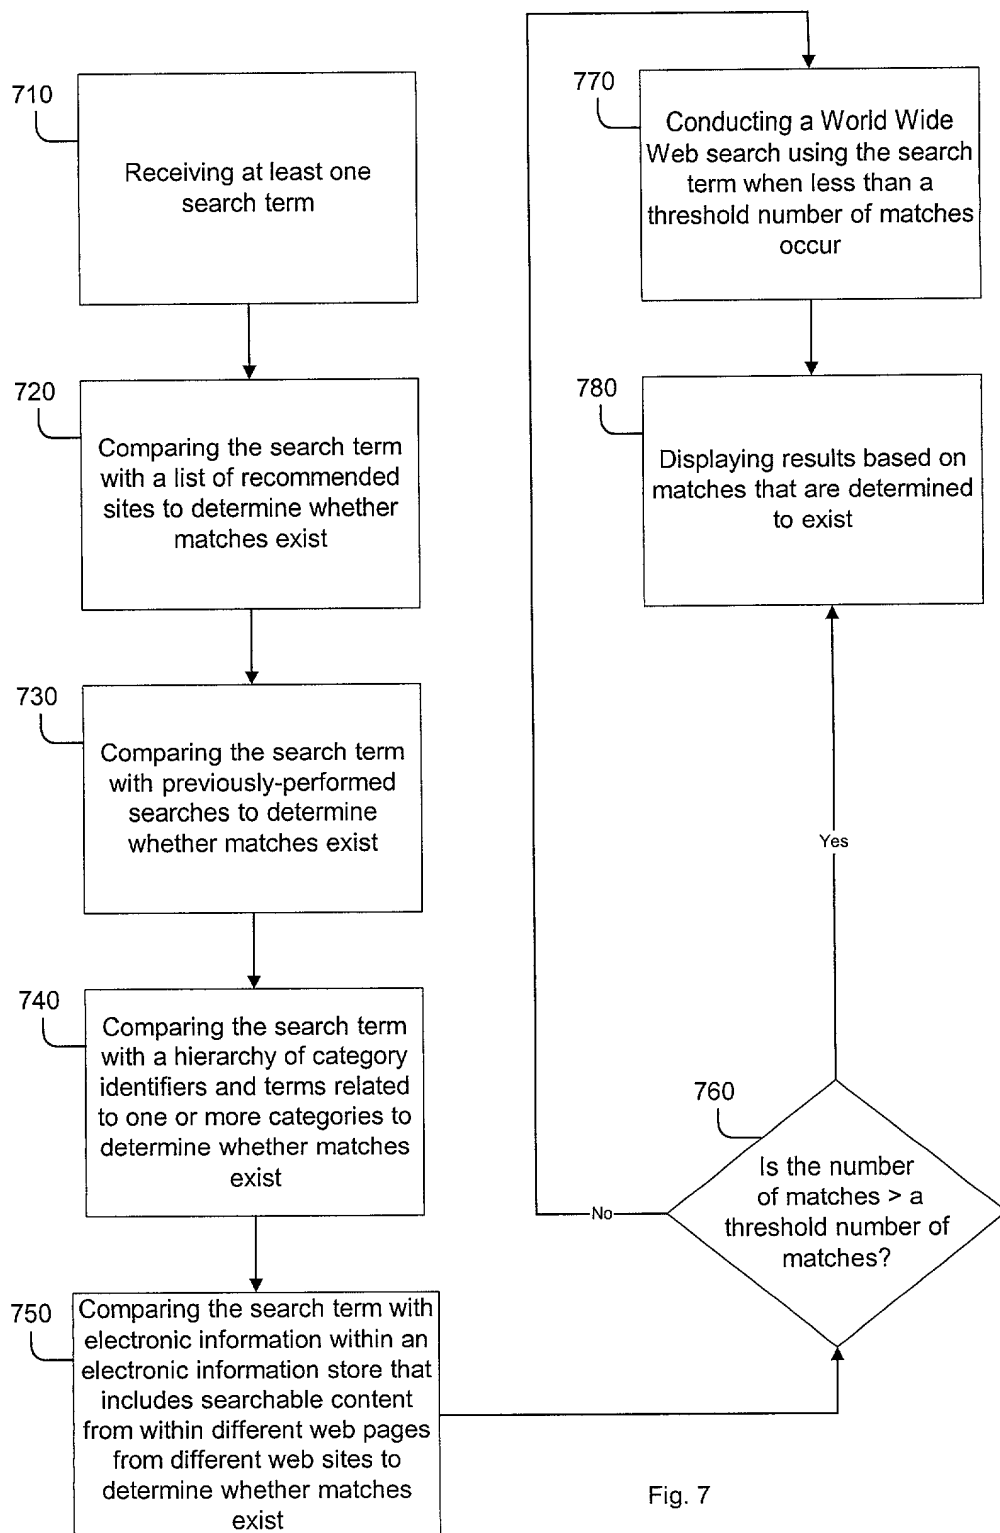 710
Receiving at least one
search term
720
Comparing the search term
with a list of recommended
sites to determine whether
matches exist
730
Comparing the search term
with previously-performed
searches to determine
whether matches exist
740
Comparing the search term
with a hierarchy of category
identifiers and terms related
to one or more categories to
determine whether matches
exist
750
Comparing the search term with
electronic information within an
electronic information store that
includes searchable content
from within different web pages
from different web sites to
determine whether matches
exist
760
Is the number
of matches > a
threshold number of
matches?
No
Yes
770
Conducting a World Wide
Web search using the search
term when less than a
threshold number of matches
occur
780
Displaying results based on
matches that are determined
to exist
Fig. 7